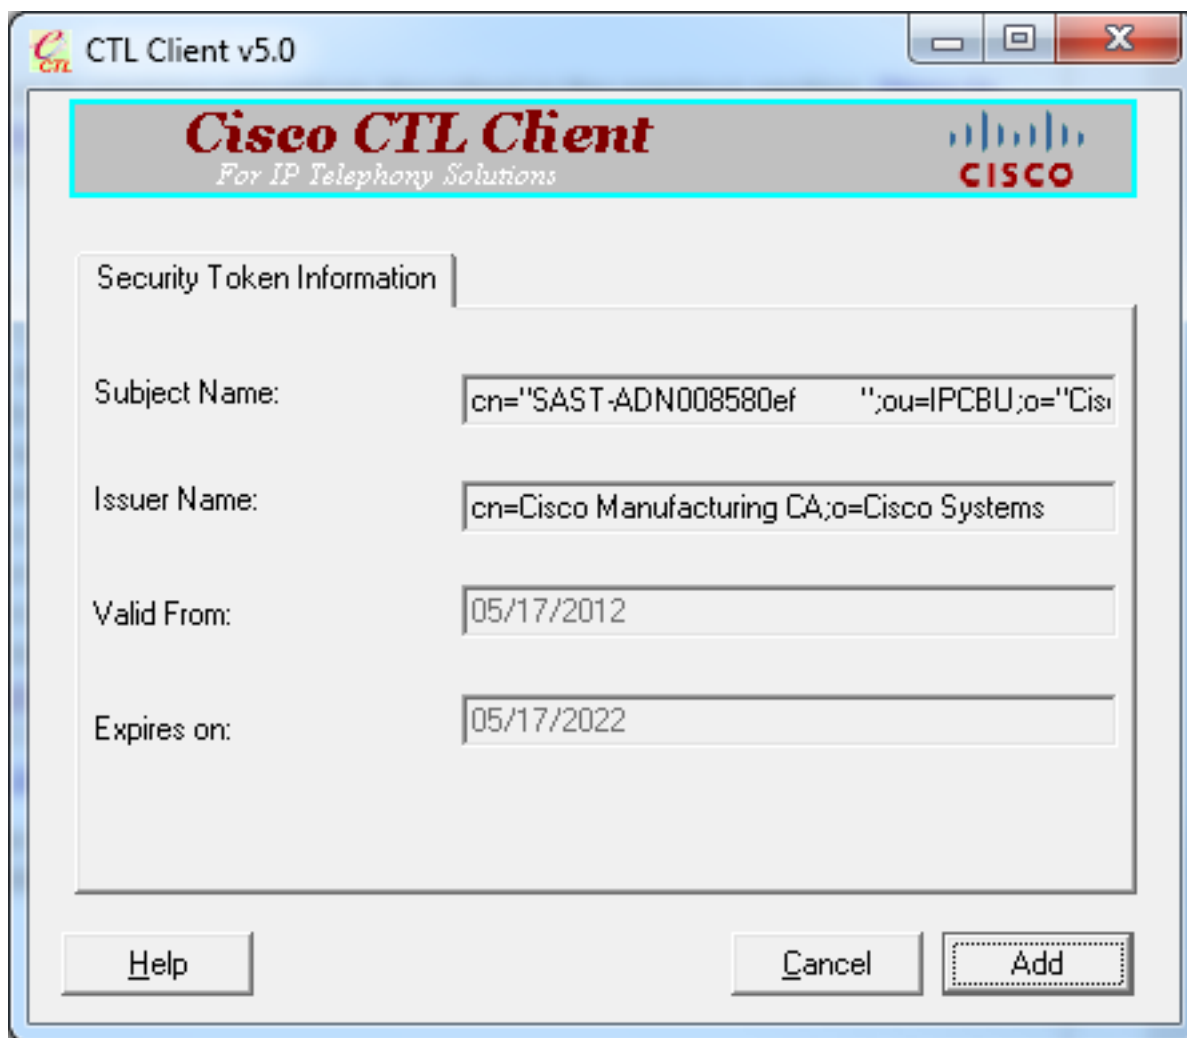 CTL Client v5.0
Cisco CTL Client
For IP Telephony Solutions
CISCO
Security Token Information
Subject Name:
cn="SAST-ADN008580ef        ";ou=IPCBU;o="Cis
Issuer Name:
cn=Cisco Manufacturing CA;o=Cisco Systems
Valid From:
05/17/2012
Expires on:
05/17/2022
Help
Cancel
Add